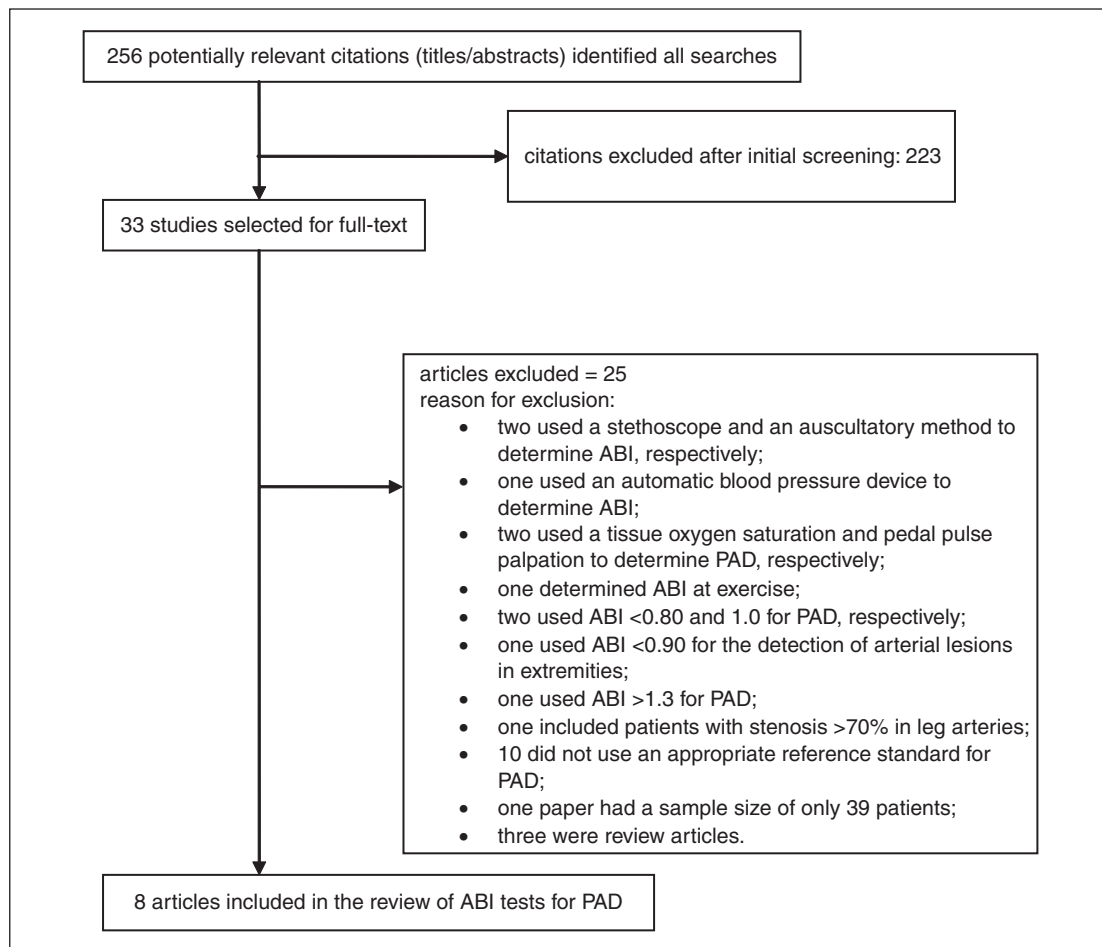 256 potentially relevant citations (titles/abstracts) identified all searches
citations excluded after initial screening: 223
33 studies selected for full-text
articles excluded = 25
reason for exclusion:
• two used a stethoscope and an auscultatory method to
determine ABI, respectively;
• one used an automatic blood pressure device to
determine ABI;
• two used a tissue oxygen saturation and pedal pulse
palpation to determine PAD, respectively;
• one determined ABI at exercise;
• two used ABI <0.80 and 1.0 for PAD, respectively;
• one used ABI <0.90 for the detection of arterial lesions
in extremities;
• one used ABI >1.3 for PAD;
• one included patients with stenosis >70% in leg arteries;
• 10 did not use an appropriate reference standard for
PAD;
• one paper had a sample size of only 39 patients;
• three were review articles.
8 articles included in the review of ABI tests for PAD